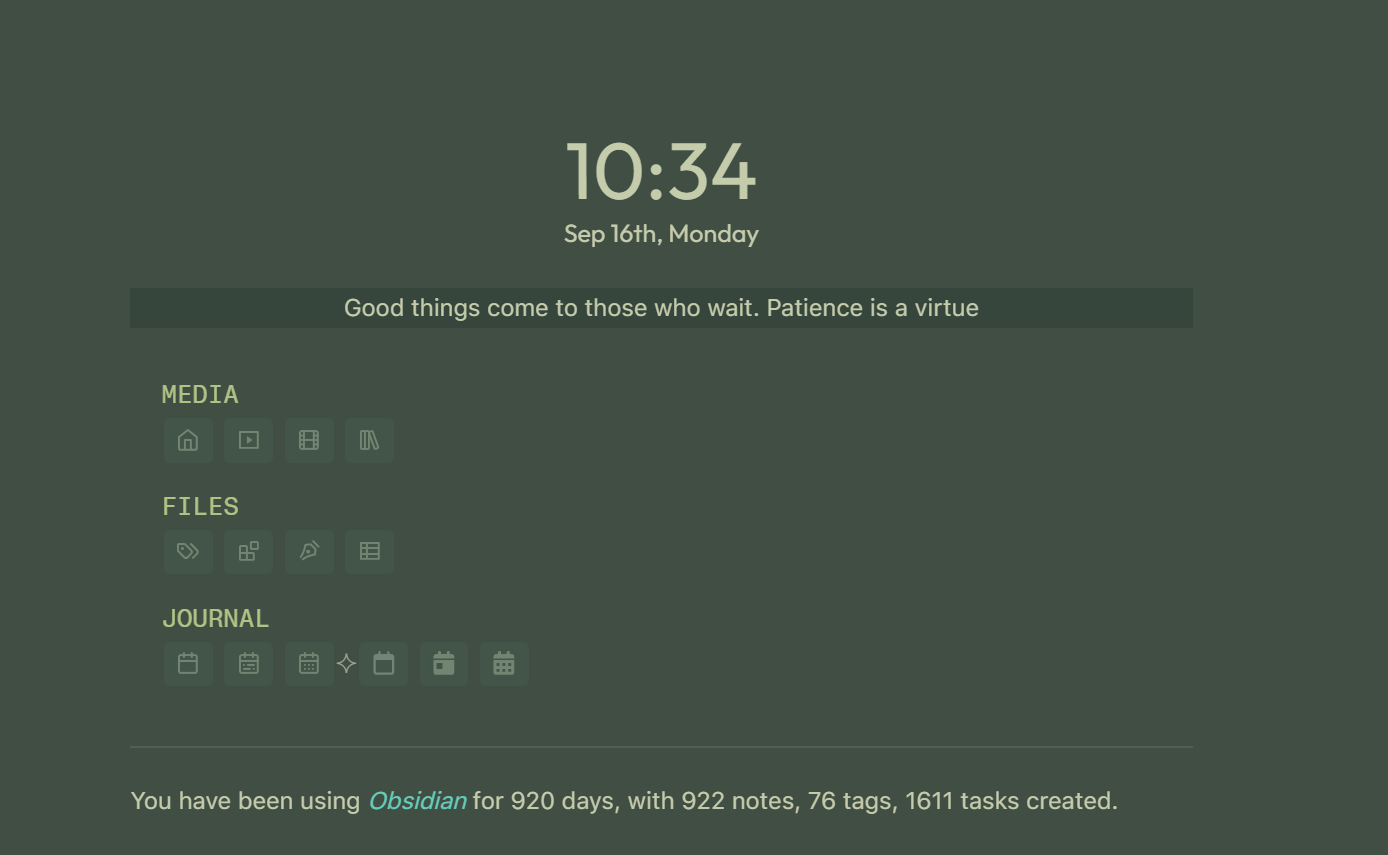 10:34
Sep 16th, Monday
Good things come to those who wait. Patience is a virtue
MEDIA
FILES
JOURNAL
You have been using Obsidian for 920 days, with 922 notes, 76 tags, 1611 tasks created.